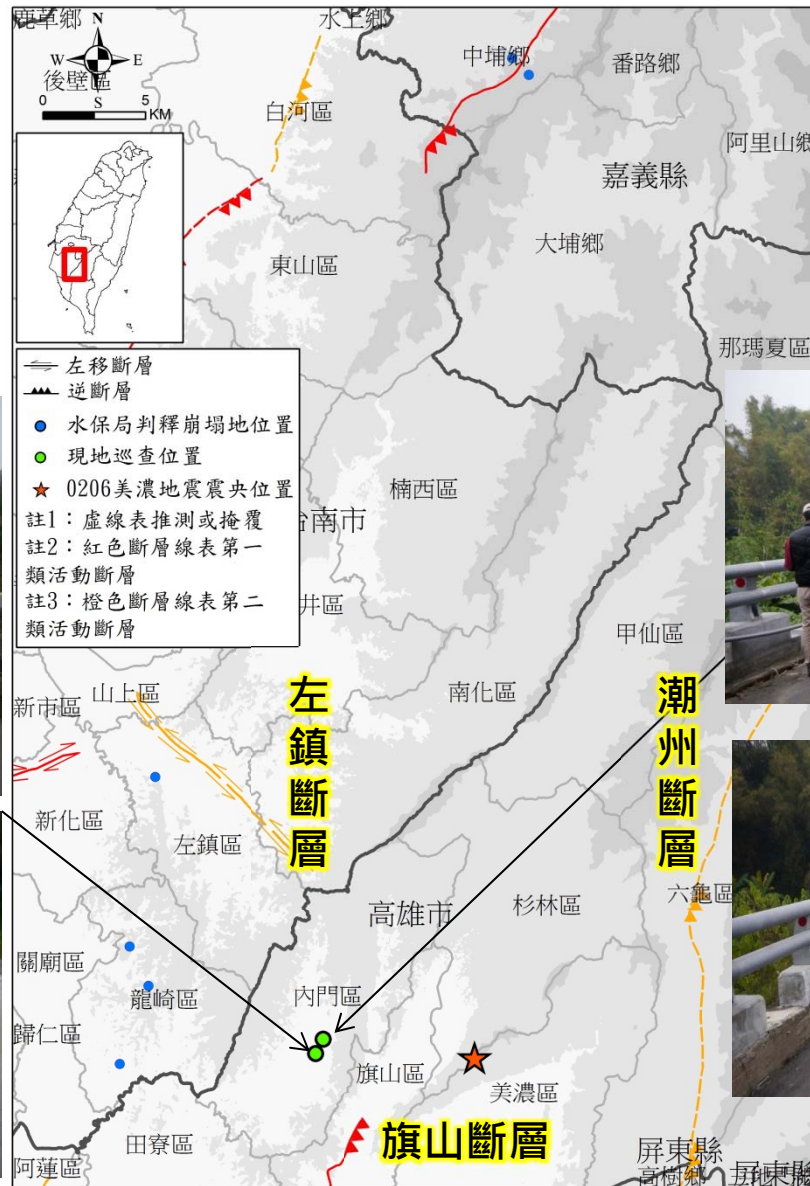 鹿草鄉
水上鄉
N
W
E
S
後壁區
0
5
KM
中埔鄉
番路鄉
白河區
阿里山鄉
嘉義縣
大埔鄉
東山區
那瑪夏區
左移斷層
逆斷層
水保局判釋崩塌地位置
現地巡查位置
0206美濃地震震央位置
註1：虛線表推測或掩覆
註2：紅色斷層線表第一
類活動斷層
註3：橙色斷層線表第二
類活動斷層
楠西區
台南市
井區
甲仙區
南化區
山上區
新市區
左鎮斷層
潮州斷層
新化區
左鎮區
六龜區
高雄市
杉林區
關廟區
龍崎區
內門區
歸仁區
旗山區
美濃區
旗山斷層
田寮區
阿蓮區
屏東縣
高樹鄉
屏東縣